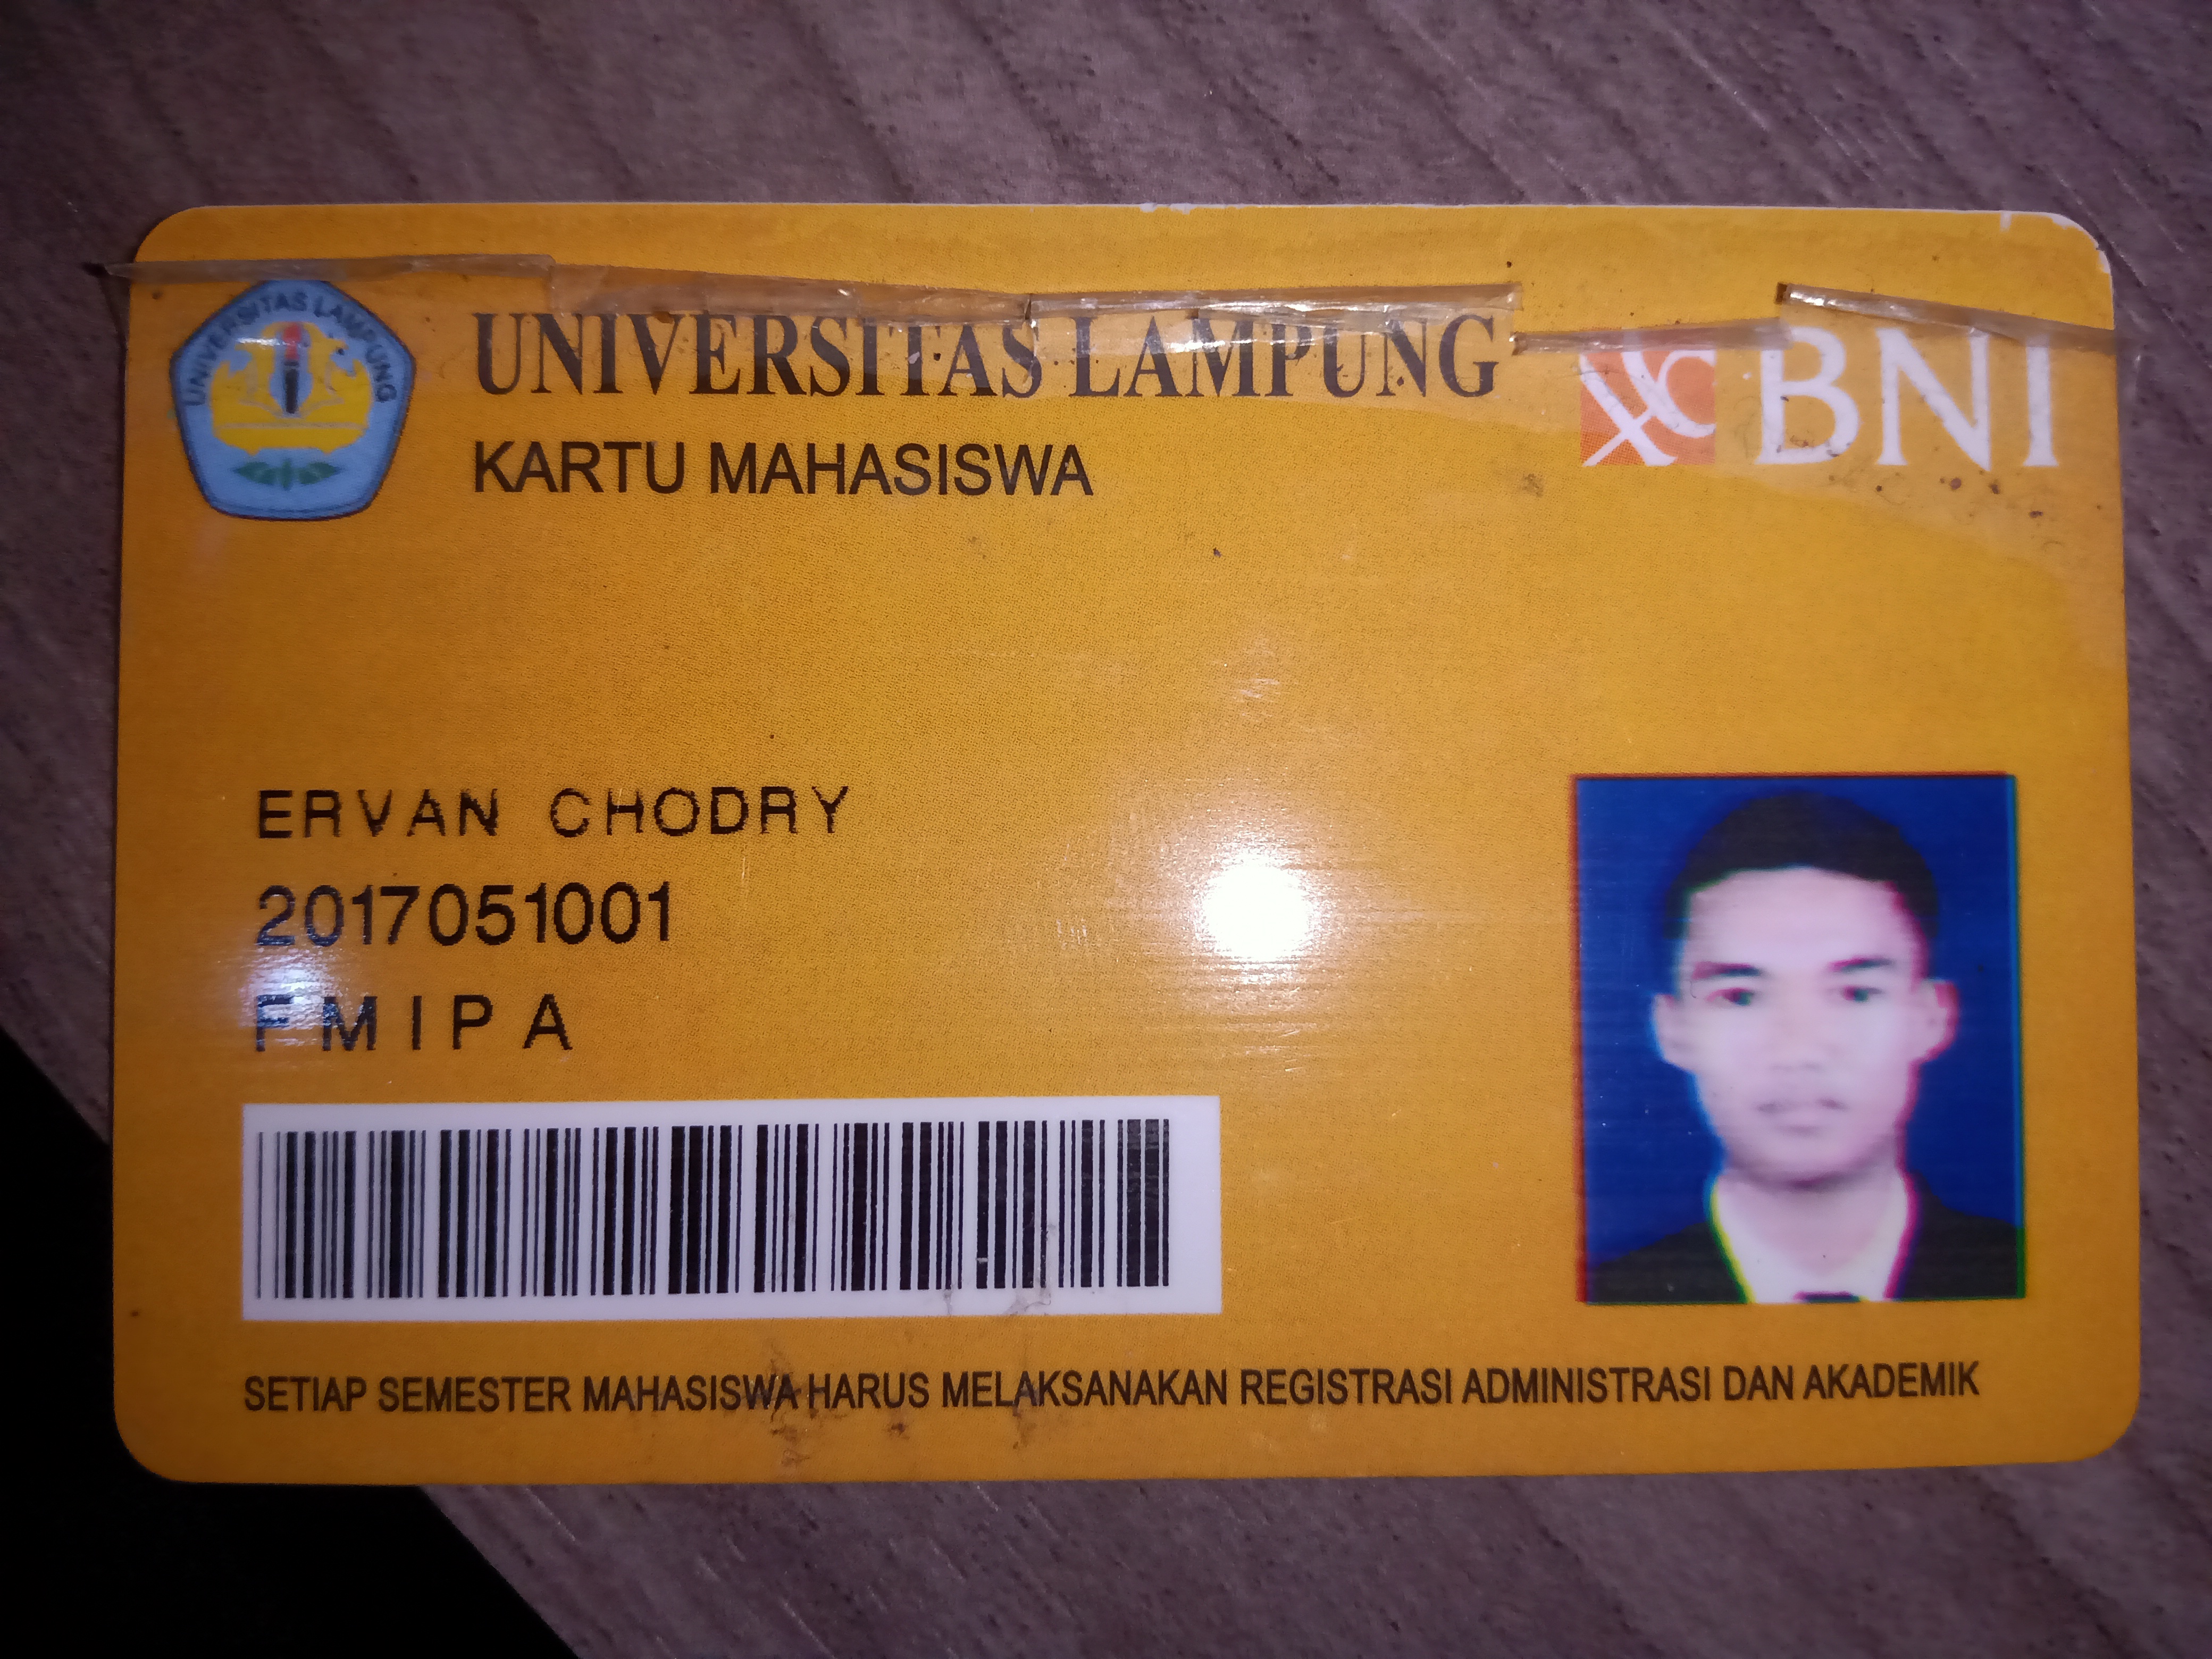 UNIVERSITAS LAMPUNG
UNIVERSITAS LAMPUNG
BNI
KARTU MAHASISWA
ERVAN CHODRY
2017051001
FMIPA
SETIAP SEMESTER MAHASISWA HARUS MELAKSANAKAN REGISTRASI ADMINISTRASI DAN AKADEMIK